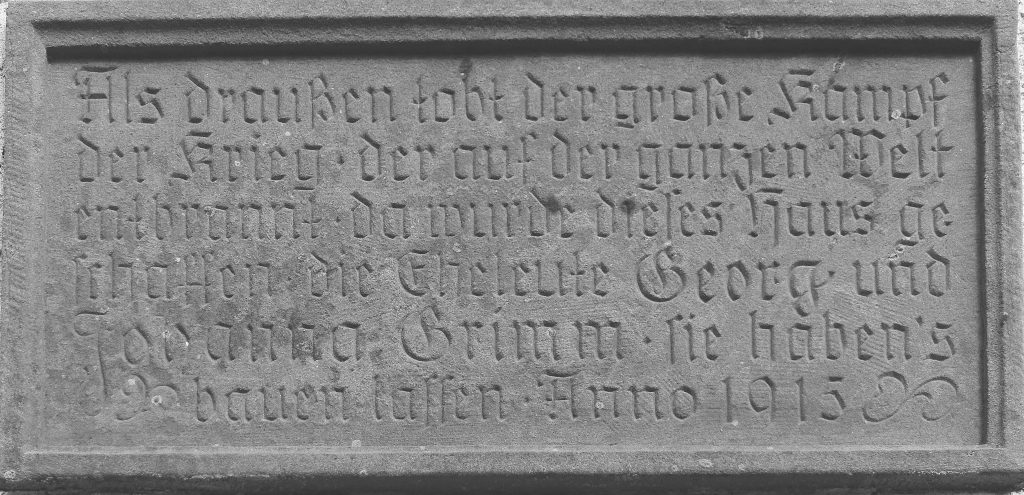 Als draußen tobt der große Kampf
der Krieg · der auf der ganzen Welt
entbrannt · da wurde dieses Haus ge
schaffen · die Eheleute Georg · und
Johanna Grimm · sie haben's
bauen lassen · Anno 1915